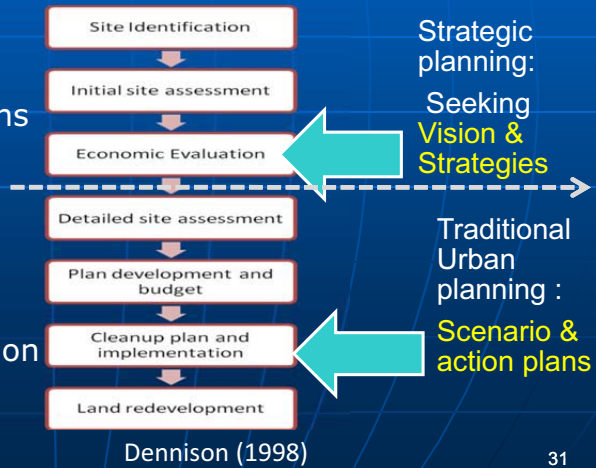 Site Identification
Initial site assessment
Economic Evaluation
Detailed site assessment
Plan development and
budget
Cleanup plan and
implementation
Land redevelopment
Strategic
planning:
Seeking
Vision &
Strategies
Traditional
Urban
planning :
Scenario &
action plans
Dennison (1998)
31